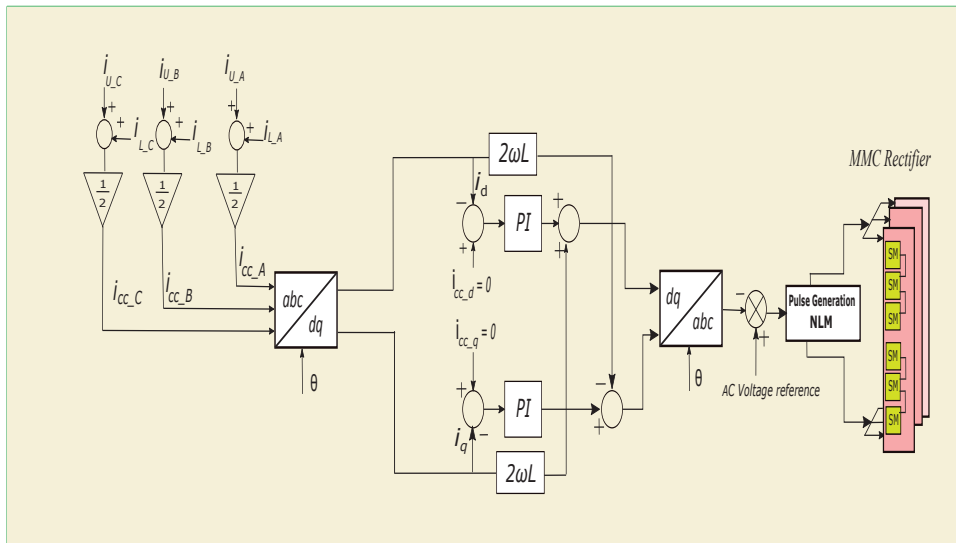 i_U_C
i_U_B
i_U_A
+
+
+
+
+
+
i_L_C
i_L_B
i_L_A
1/2
1/2
1/2
i_cc_C
i_cc_B
i_cc_A
abc
dq
θ
2ωL
i_d
−
+
PI
+
+
i_cc_d = 0
i_cc_q = 0
+
−
PI
−
+
i_q
2ωL
dq
abc
θ
−
+
AC Voltage reference
Pulse Generation
NLM
MMC Rectifier
SM
SM
SM
SM
SM
SM